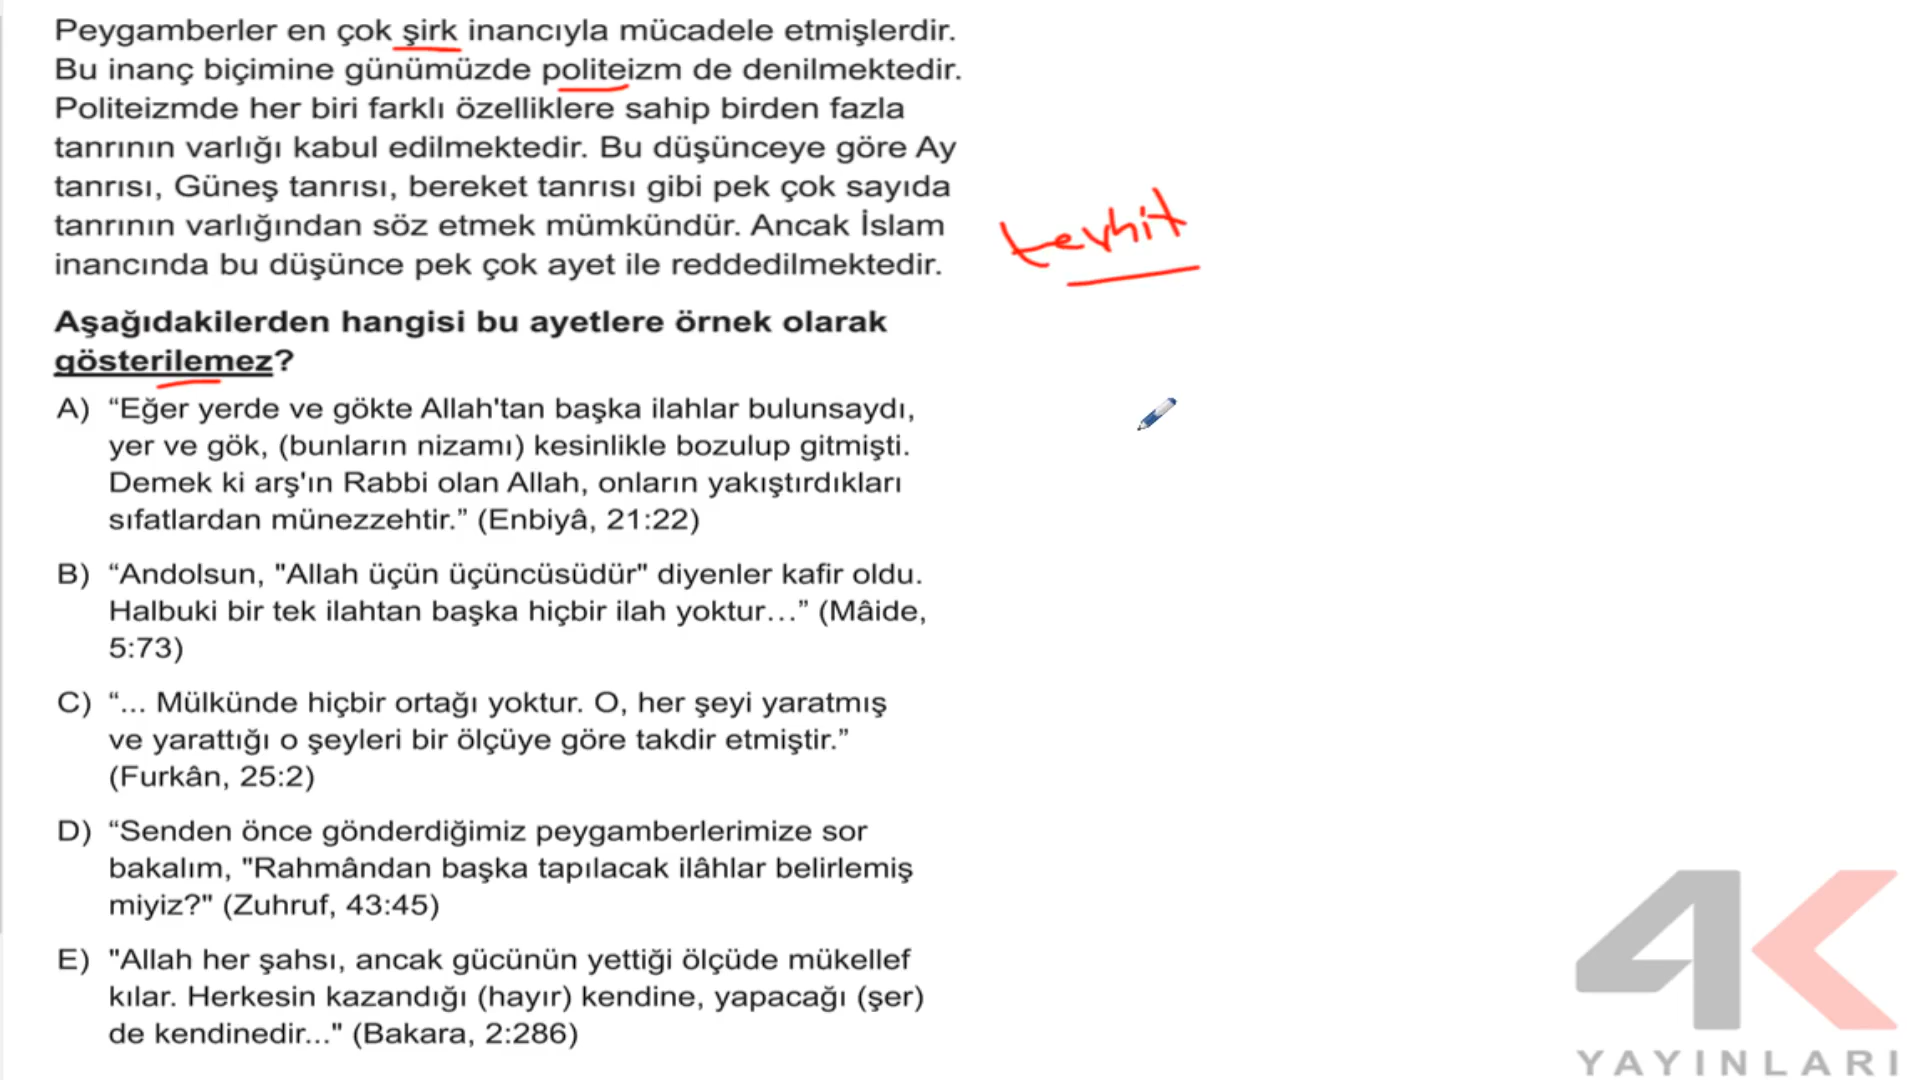 Peygamberler en çok şirk inancıyla mücadele etmişlerdir.
Bu inanç biçimine günümüzde politeizm de denilmektedir.
Politeizmde her biri farklı özelliklere sahip birden fazla
tanrının varlığı kabul edilmektedir. Bu düşünceye göre Ay
tanrısı, Güneş tanrısı, bereket tanrısı gibi pek çok sayıda
tanrının varlığından söz etmek mümkündür. Ancak İslam
inancında bu düşünce pek çok ayet ile reddedilmektedir.
tevhit
Aşağıdakilerden hangisi bu ayetlere örnek olarak
gösterilemez?
A) “Eğer yerde ve gökte Allah'tan başka ilahlar bulunsaydı,
yer ve gök, (bunların nizamı) kesinlikle bozulup gitmişti.
Demek ki arş'ın Rabbi olan Allah, onların yakıştırdıkları
sıfatlardan münezzehtir.” (Enbiyâ, 21:22)
B) “Andolsun, "Allah üçün üçüncüsüdür" diyenler kafir oldu.
Halbuki bir tek ilahtan başka hiçbir ilah yoktur…” (Mâide,
5:73)
C) “... Mülkünde hiçbir ortağı yoktur. O, her şeyi yaratmış
ve yarattığı o şeyleri bir ölçüye göre takdir etmiştir.”
(Furkân, 25:2)
D) “Senden önce gönderdiğimiz peygamberlerimize sor
bakalım, "Rahmândan başka tapılacak ilâhlar belirlemiş
miyiz?" (Zuhruf, 43:45)
E) "Allah her şahsı, ancak gücünün yettiği ölçüde mükellef
kılar. Herkesin kazandığı (hayır) kendine, yapacağı (şer)
de kendinedir..." (Bakara, 2:286)
4K
YAYINLARI